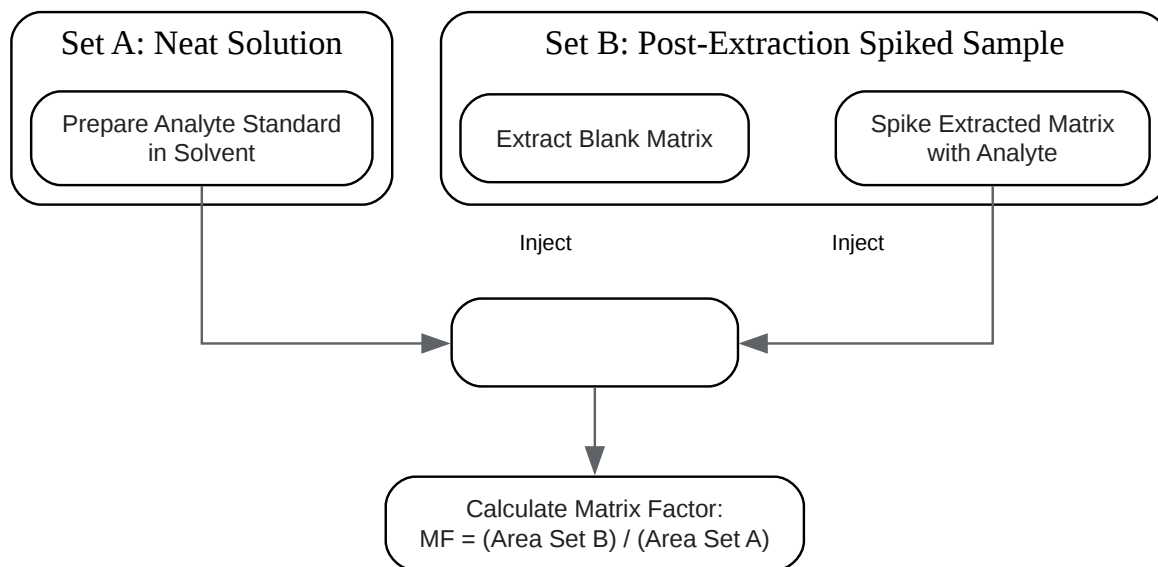 Set A: Neat Solution
Prepare Analyte Standard
in Solvent
Set B: Post-Extraction Spiked Sample
Extract Blank Matrix
Spike Extracted Matrix
with Analyte
Inject
Inject
Calculate Matrix Factor:
MF = (Area Set B) / (Area Set A)